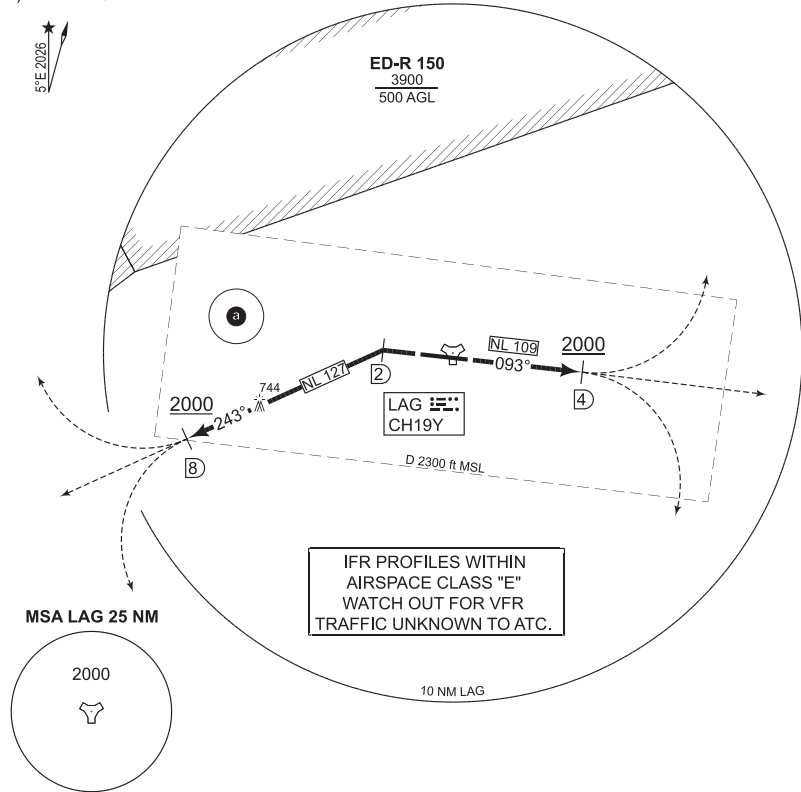 5°E 2026
ED-R 150
3900
500 AGL
a
NL 109
2000
093°
2
NL 127
4
744
2000
243°
LAG
CH19Y
8
D 2300 ft MSL
IFR PROFILES WITHIN
AIRSPACE CLASS "E"
WATCH OUT FOR VFR
TRAFFIC UNKNOWN TO ATC.
MSA LAG 25 NM
2000
10 NM LAG